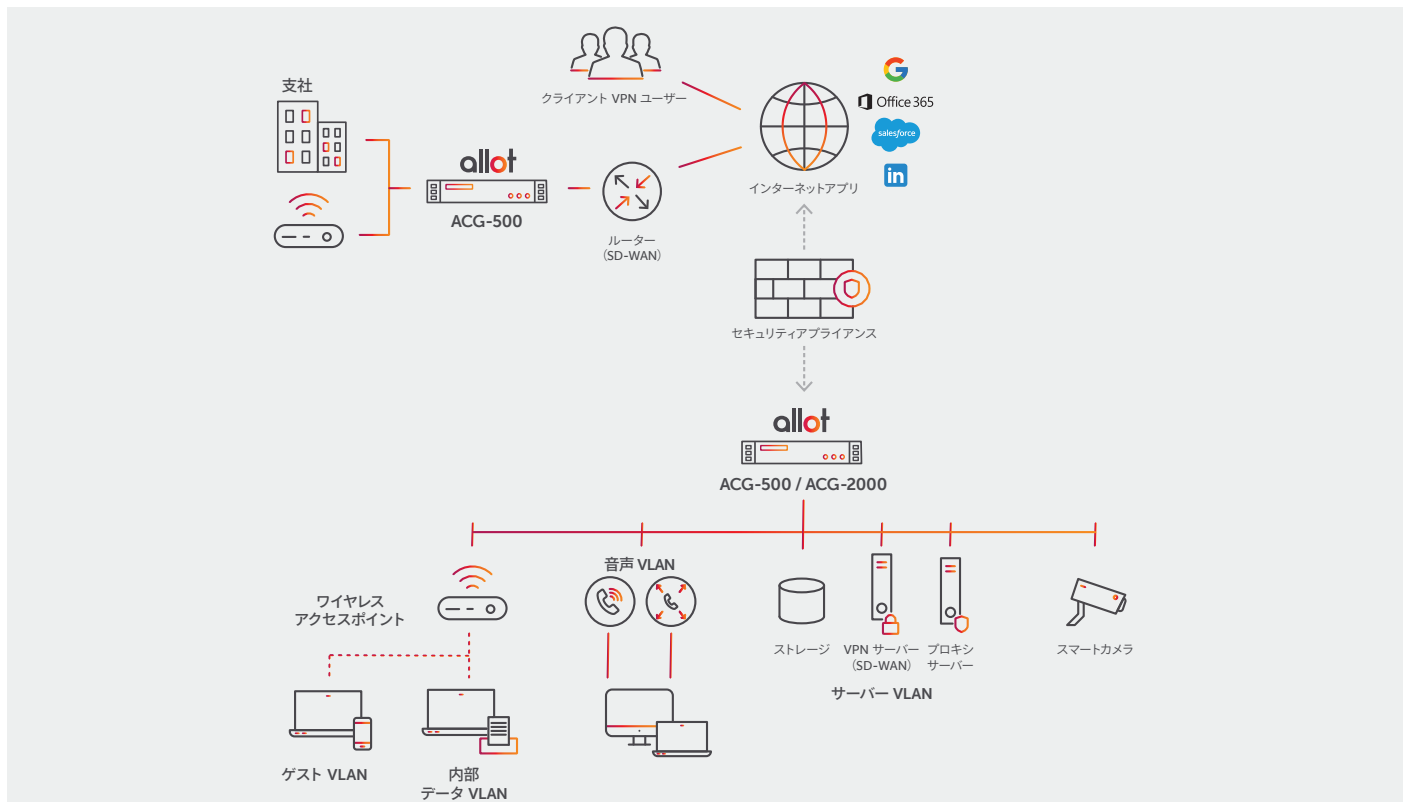 支社
クライアント VPN ユーザー
G
Office 365
salesforce
in
allot
ACG-500
インターネットアプリ
ルーター
(SD-WAN)
セキュリティアプライアンス
allot
ACG-500 / ACG-2000
音声 VLAN
ワイヤレス
アクセスポイント
ストレージ
VPN サーバー
(SD-WAN)
プロキシ
サーバー
スマートカメラ
サーバー VLAN
ゲスト VLAN
内部
データ VLAN